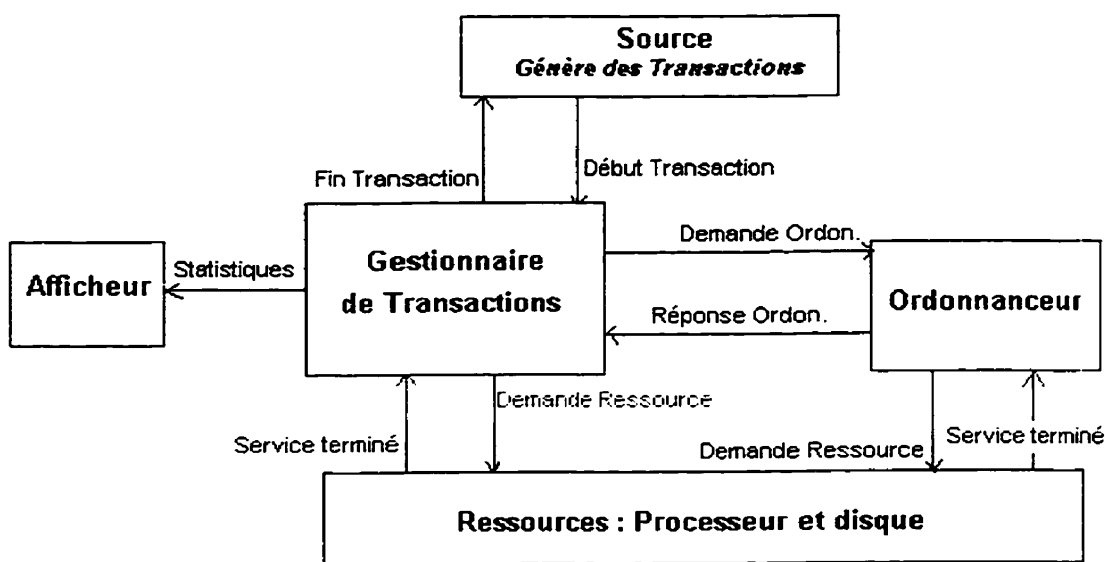 Source
Génère des Transactions
Fin Transaction
Début Transaction
Afficheur
Statistiques
Gestionnaire
de Transactions
Demande Ordon.
Réponse Ordon.
Ordonnanceur
Service terminé
Demande Ressource
Demande Ressource
Service terminé
Ressources : Processeur et disque